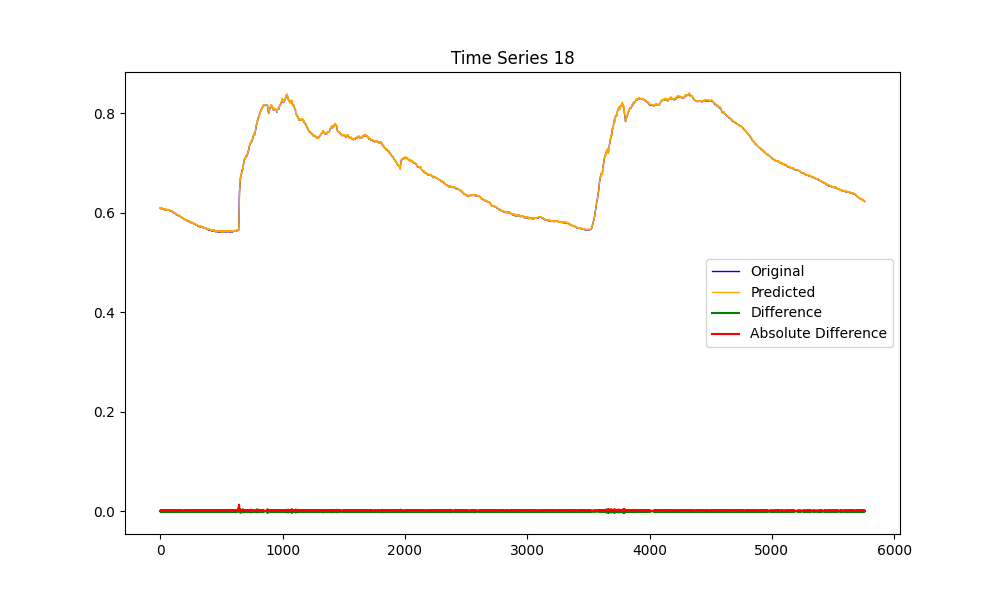 Time Series 18
0.8
0.6
0.4
0.2
0.0
Original
Predicted
Difference
Absolute Difference
0 1000 2000 3000 4000 5000 6000